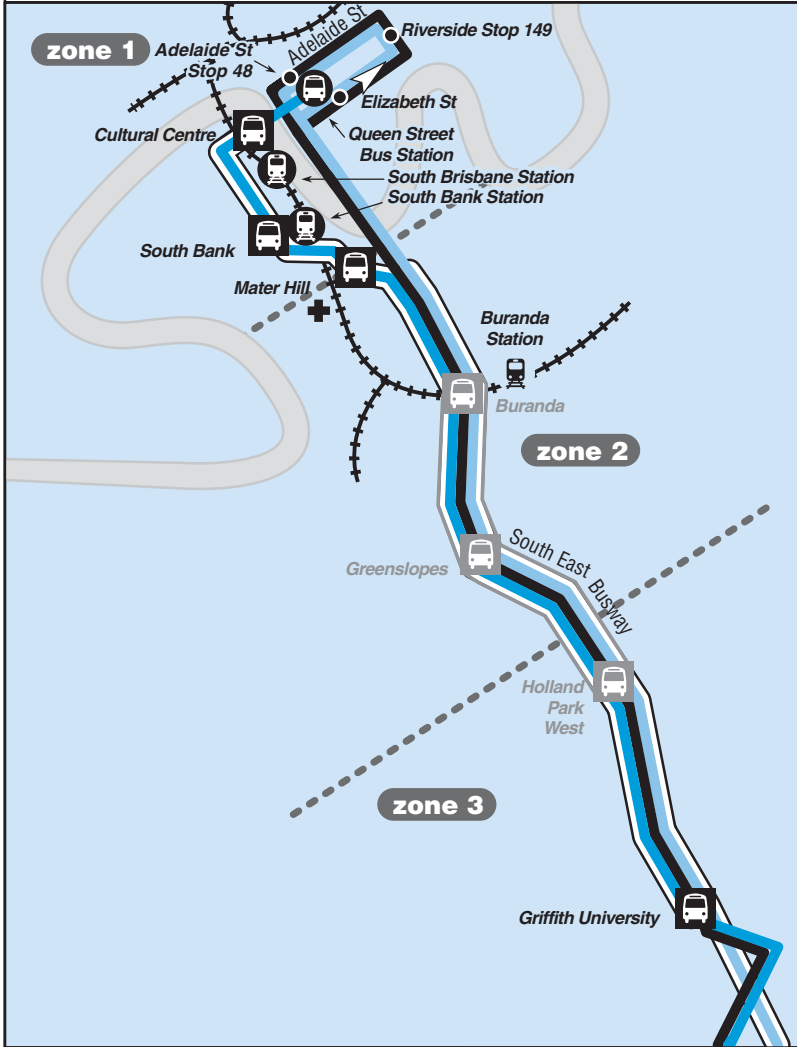 Adelaide St
Riverside Stop 149
zone 1
Adelaide St
Stop 48
Elizabeth St
Cultural Centre
Queen Street
Bus Station
South Brisbane Station
South Bank Station
South Bank
Mater Hill
Buranda
Station
Buranda
zone 2
South East Busway
Greenslopes
Holland
Park
West
zone 3
Griffith University